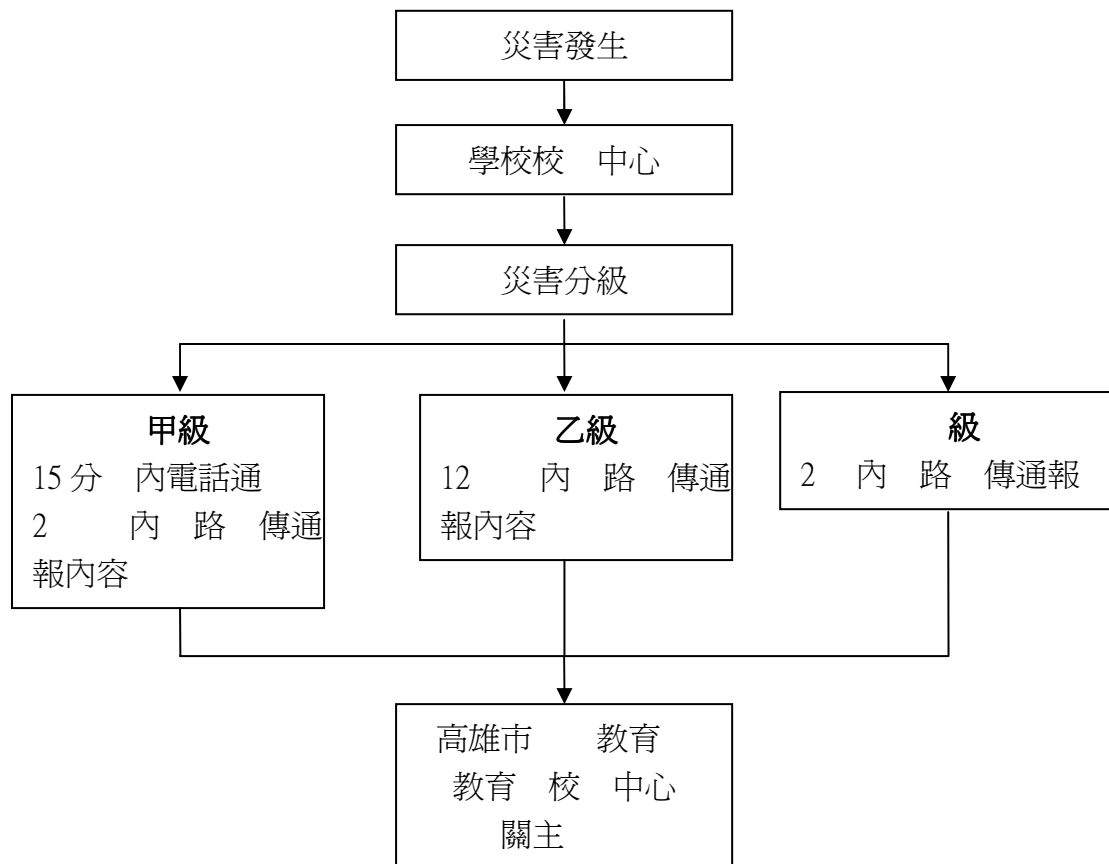 災害發生
學校校　中心
災害分級
甲級
15 分　內電話通
2　　內　路　傳通
報內容
乙級
12　　內　路　傳通
報內容
級
2　內　路　傳通報
高雄市　　教育
教育　校　中心
關主